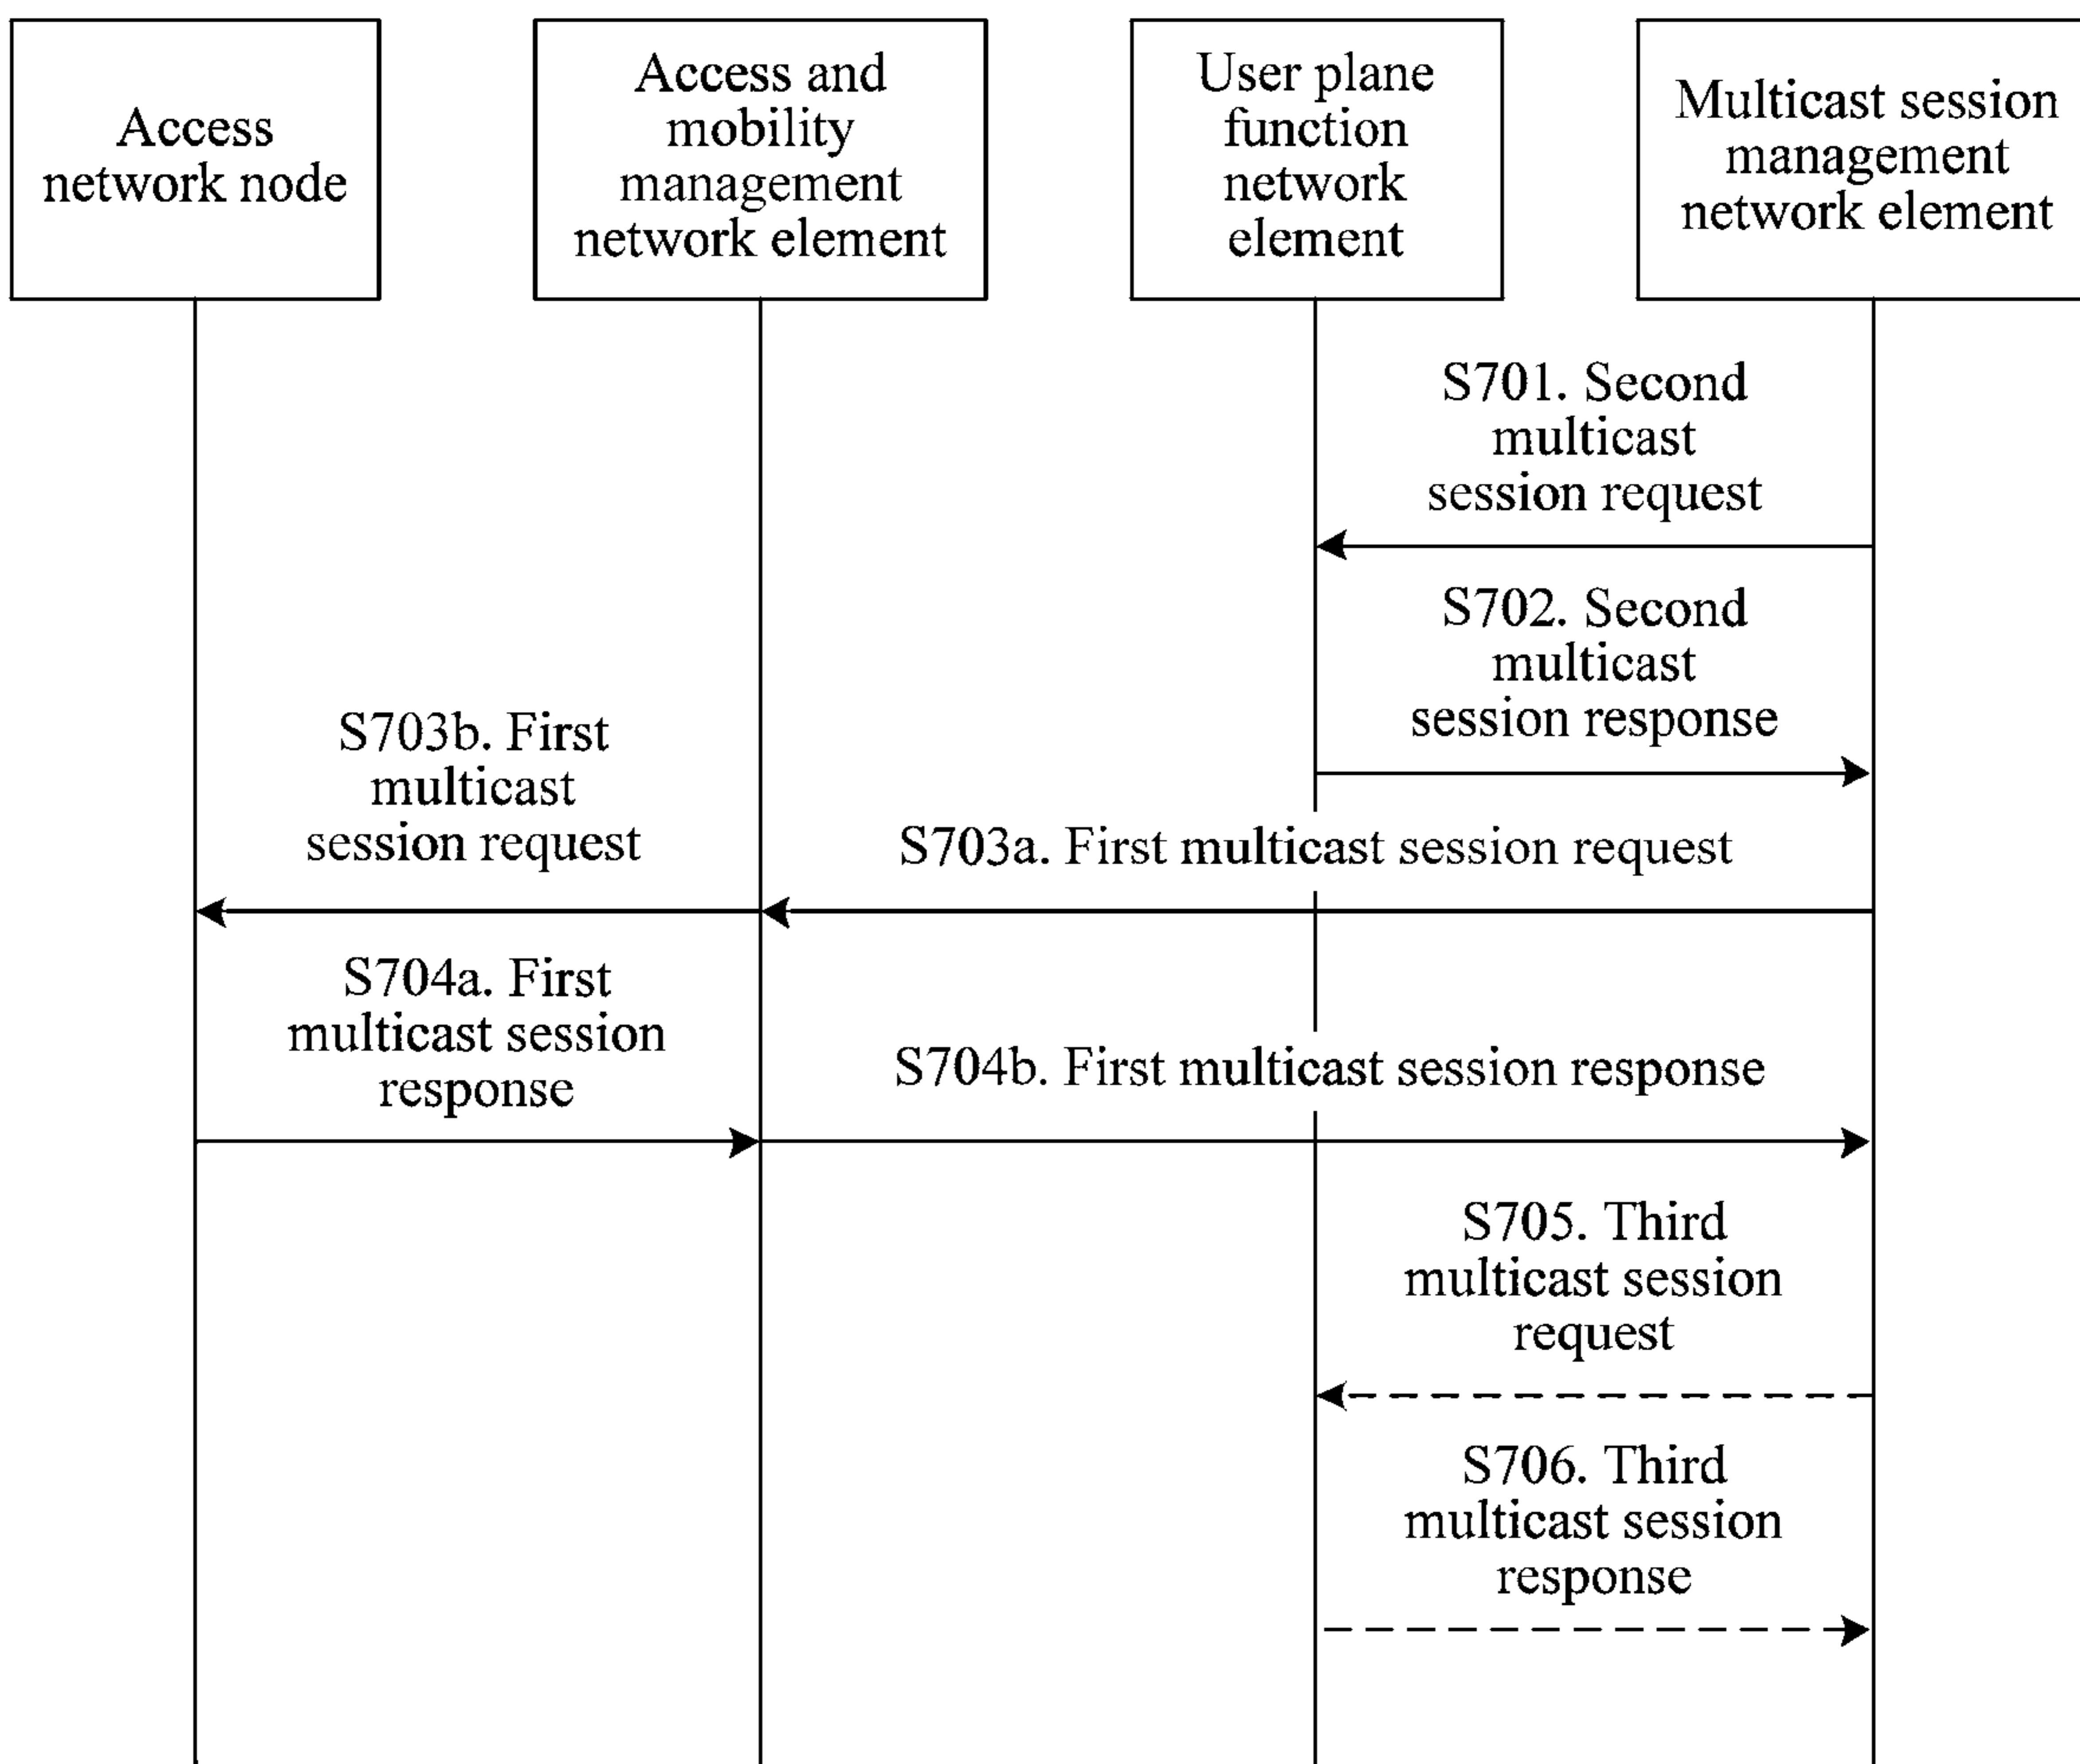 Access
network node
Access and
mobility
management
network element
User plane
function
network
element
Multicast session
management
network element
S701. Second
multicast
session request
S702. Second
multicast
session response
S703b. First
multicast
session request
S703a. First multicast session request
S704a. First
multicast session
response
S704b. First multicast session response
S705. Third
multicast session
request
S706. Third
multicast session
response